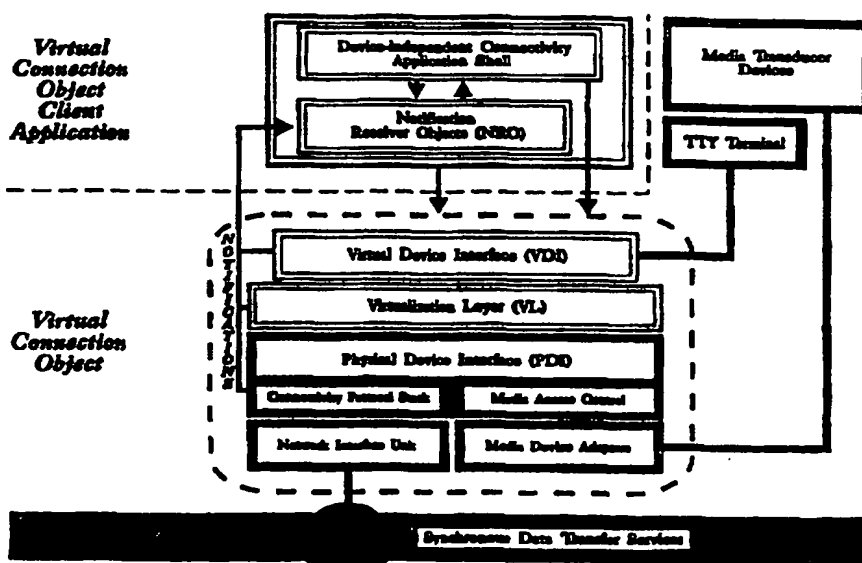 Virtual
Connection
Object
Client
Application
Device-Independent Connectivity
Application Shell
Notification
Receiver Objects (NRO)
Media Transducer
Devices
TTY Terminal
NOTIFICATIONS
Virtual Device Interface (VDI)
Virtualization Layer (VL)
Virtual
Connection
Object
Physical Device Interface (PDI)
Connectivity Protocol Stack
Media Access Control
Network Interface Unit
Media Device Adapters
Synchronous Data Transfer Services